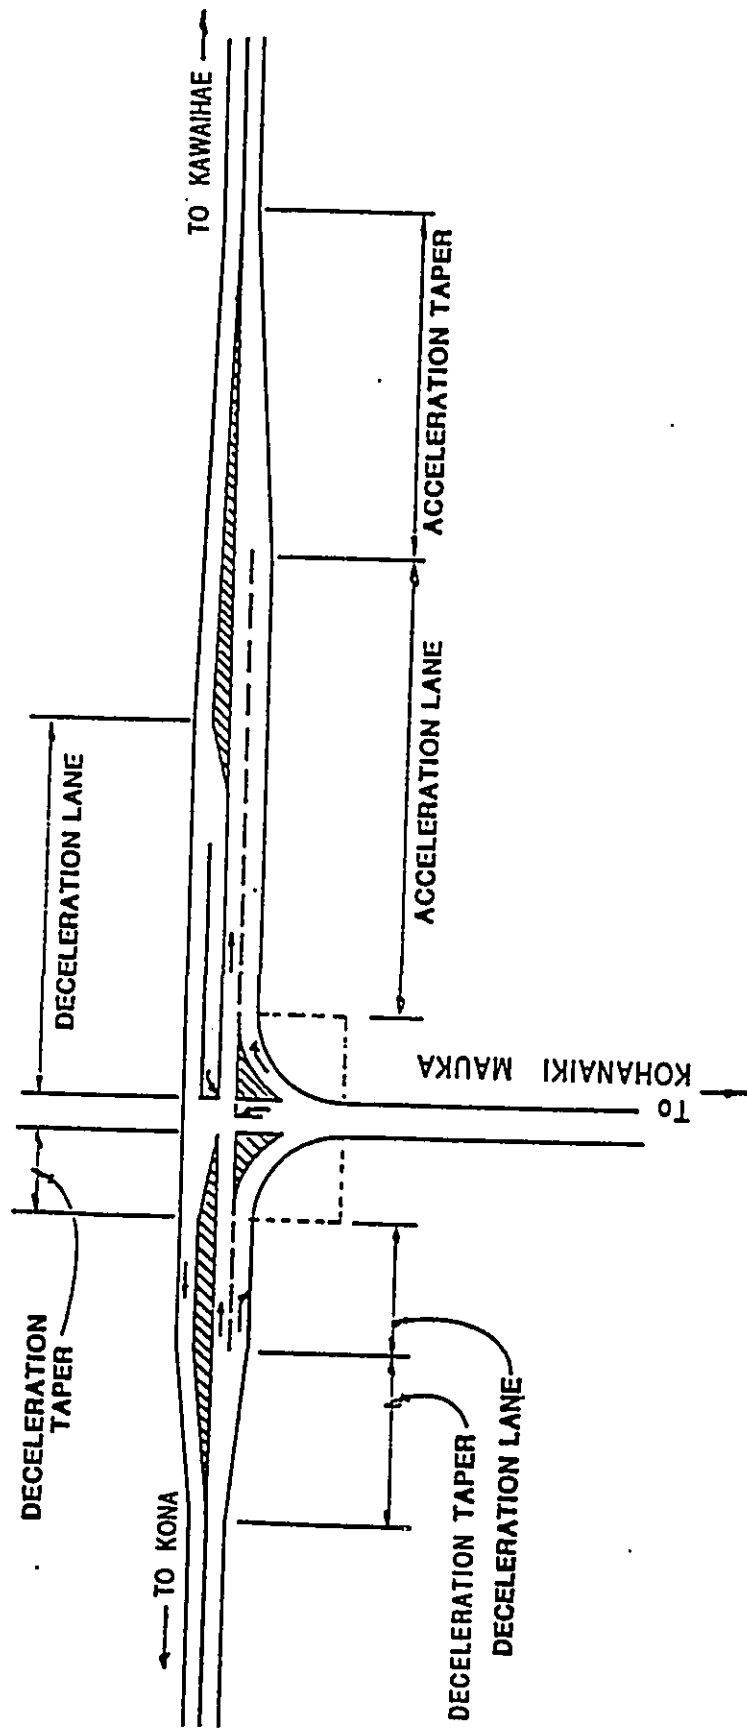 TO KAWAIHAE
DECELERATION LANE
ACCELERATION TAPER
ACCELERATION LANE
TO
KOHANAIKI MAUKA
DECELERATION
TAPER
TO KONA
DECELERATION TAPER
DECELERATION LANE